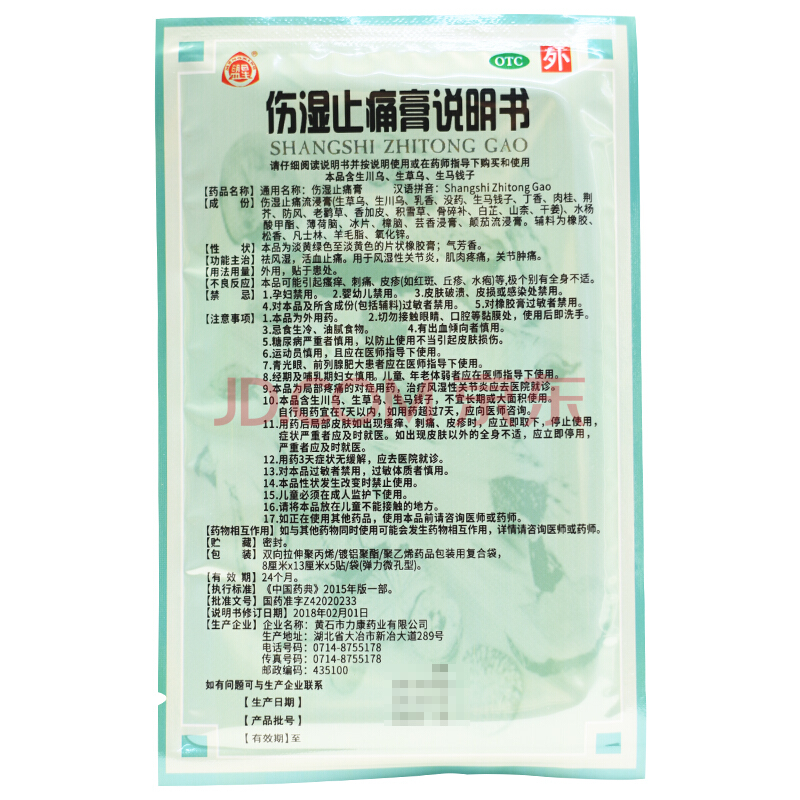 盟星
OTC
外
伤湿止痛膏说明书
SHANGSHI ZHITONG GAO
请仔细阅读说明书并按说明使用或在药师指导下购买和使用
本品含生川乌、生草乌、生马钱子
【药品名称】通用名称：伤湿止痛膏 汉语拼音：Shangshi Zhitong Gao
【成 份】伤湿止痛流浸膏(生草乌、生川乌、乳香、没药、生马钱子、丁香、肉桂、荆
芥、防风、老鹳草、香加皮、积雪草、骨碎补、白芷、山柰、干姜)、水杨
酸甲酯、薄荷脑、冰片、樟脑、芸香浸膏、颠茄流浸膏。辅料为橡胶、
松香、凡士林、羊毛脂、氧化锌。
【性 状】本品为淡黄绿色至淡黄色的片状橡胶膏；气芳香。
【功能主治】祛风湿，活血止痛。用于风湿性关节炎，肌肉疼痛，关节肿痛。
【用法用量】外用，贴于患处。
【不良反应】本品可能引起瘙痒、刺痛、皮疹(如红斑、丘疹、水疱)等,极个别有全身不适。
【禁 忌】1.孕妇禁用。 2.婴幼儿禁用。 3.皮肤破溃、皮损或感染处禁用。
4.对本品及所含成份(包括辅料)过敏者禁用。 5.对橡胶膏过敏者禁用。
【注意事项】1.本品为外用药。 2.切勿接触眼睛、口腔等黏膜处，使用后即洗手。
3.忌食生冷、油腻食物。 4.有出血倾向者慎用。
5.糖尿病严重者慎用，以防止使用不当引起皮肤损伤。
6.运动员慎用，且应在医师指导下使用。
7.青光眼、前列腺肥大患者应在医师指导下使用。
8.经期及哺乳期妇女慎用。儿童、年老体弱者应在医师指导下使用。
9.本品为局部疼痛的对症用药，治疗风湿性关节炎应去医院就诊。
10.本品含生川乌、生草乌、生马钱子，不宜长期或大面积使用。
自行用药宜在7天以内，如用药超过7天，应向医师咨询。
11.用药后局部皮肤如出现瘙痒、刺痛、皮疹时，应立即取下，停止使用，
症状严重者应及时就医。如出现皮肤以外的全身不适，应立即停用，
严重者应及时就医。
12.用药3天症状无缓解，应去医院就诊。
13.对本品过敏者禁用，过敏体质者慎用。
14.本品性状发生改变时禁止使用。
15.儿童必须在成人监护下使用。
16.请将本品放在儿童不能接触的地方。
17.如正在使用其他药品，使用本品前请咨询医师或药师。
【药物相互作用】如与其他药物同时使用可能会发生药物相互作用，详情请咨询医师或药师。
【贮 藏】密封。
【包 装】双向拉伸聚丙烯/镀铝聚酯/聚乙烯药品包装用复合袋，
8厘米x13厘米x5贴/袋(弹力微孔型)。
【有 效 期】24个月。
【执行标准】《中国药典》2015年版一部。
【批准文号】国药准字Z42020233
【说明书修订日期】2018年02月01日
【生产企业】企业名称：黄石市力康药业有限公司
生产地址：湖北省大冶市新冶大道289号
电话号码：0714-8755178
传真号码：0714-8755178
邮政编码：435100
如有问题可与生产企业联系
【生产日期】
【产品批号】
【有效期】至
JD.COM 京东